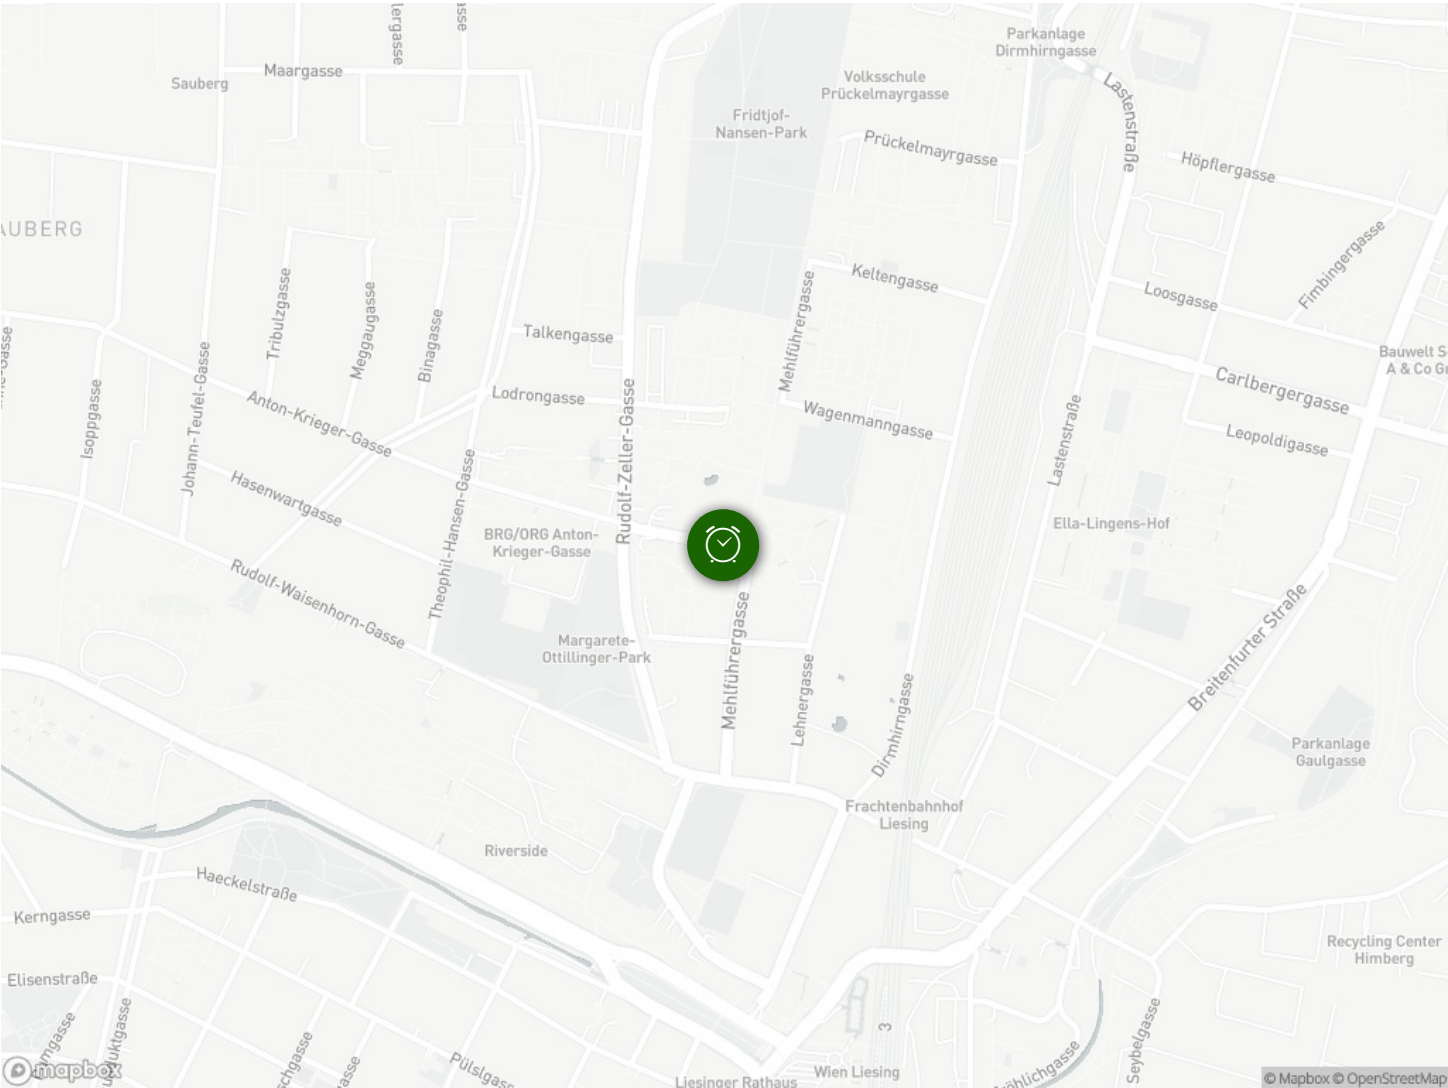 Parkanlage
Dirmhirngasse
Maargasse
Sauberg
Volksschule
Prückelmayrgasse
Lastenstraße
Fridtjof-
Nansen-Park
Prückelmayrgasse
Höpflergasse
AUBERG
Keltengasse
Fimbingergasse
Loosgasse
Tribulzgasse
Meggaugasse
Binagasse
Talkengasse
Mehlführergasse
Bauwelt S
A & Co Gr
Carlbergergasse
Isoppgasse
Johann-Teufel-Gasse
Anton-Krieger-Gasse
Lodrongasse
Rudolf-Zeller-Gasse
Wagenmanngasse
Lastenstraße
Leopoldigasse
Hasenwartgasse
Theophil-Hansen-Gasse
BRG/ORG Anton-
Krieger-Gasse
Ella-Lingens-Hof
Rudolf-Waisenhorn-Gasse
Margarete-
Ottillinger-Park
Mehlführergasse
Lehnergasse
Dirmhirngasse
Breitenfurter Straße
Parkanlage
Gaulgasse
Frachtenbahnhof
Liesing
Riverside
Haeckelstraße
Kerngasse
Recycling Center
Himberg
Elisenstraße
3
Seybelgasse
Wien Liesing
Liesinger Rathaus
mapbox
© Mapbox © OpenStreetMap